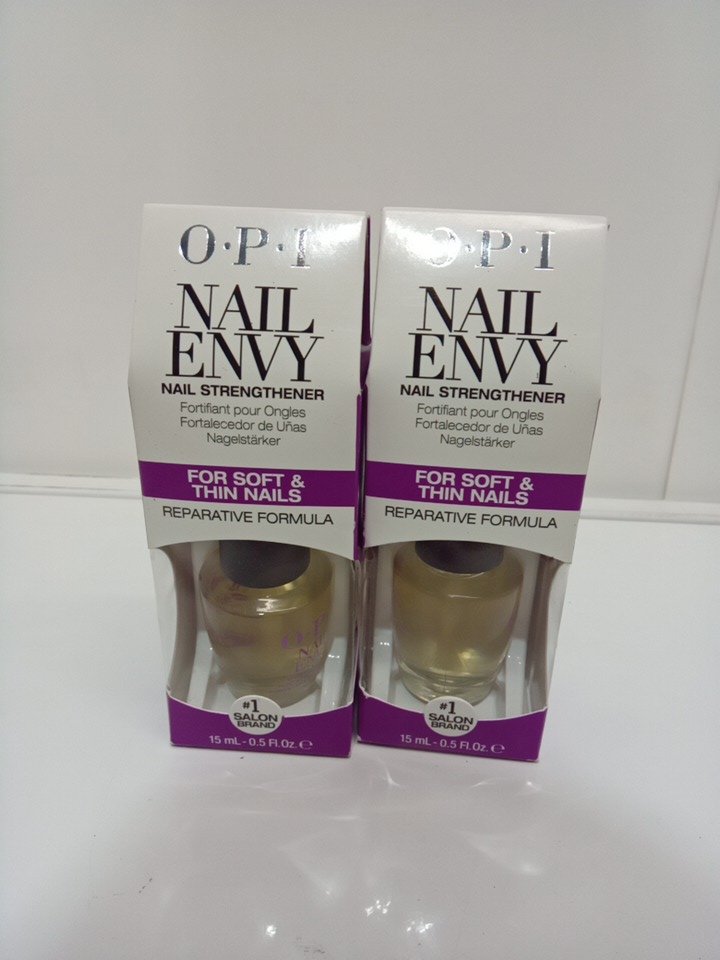 O·P·I
NAIL
ENVY
NAIL STRENGTHENER
Fortifiant pour Ongles
Fortalecedor de Uñas
Nagelstärker
FOR SOFT &
THIN NAILS
REPARATIVE FORMULA
#1
SALON
BRAND
15 mL - 0.5 Fl.Oz. ℮
O·P·I
NAIL
ENVY
NAIL STRENGTHENER
Fortifiant pour Ongles
Fortalecedor de Uñas
Nagelstärker
FOR SOFT &
THIN NAILS
REPARATIVE FORMULA
#1
SALON
BRAND
15 mL - 0.5 Fl.Oz. ℮